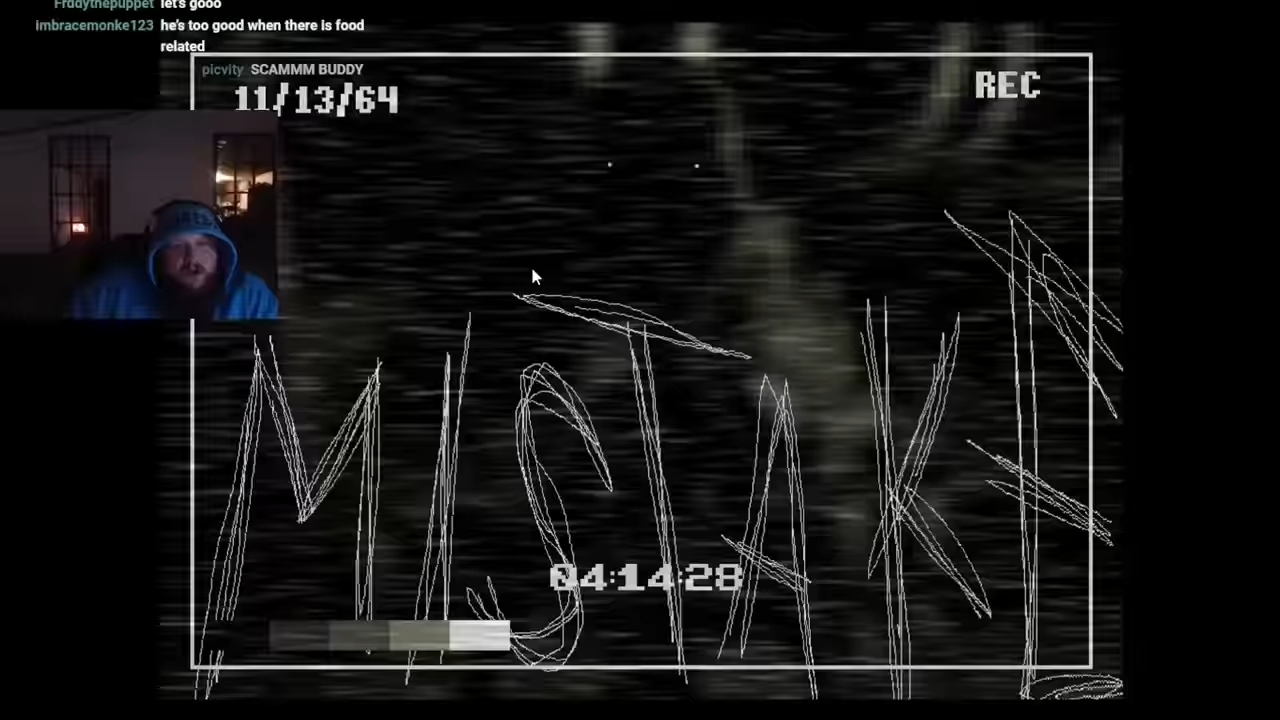 Frddythepuppet let's gooo
imbracemonke123 he's too good when there is food
related
picvity SCAMMM BUDDY
11/13/64
REC
MISTAKE
04:14:28